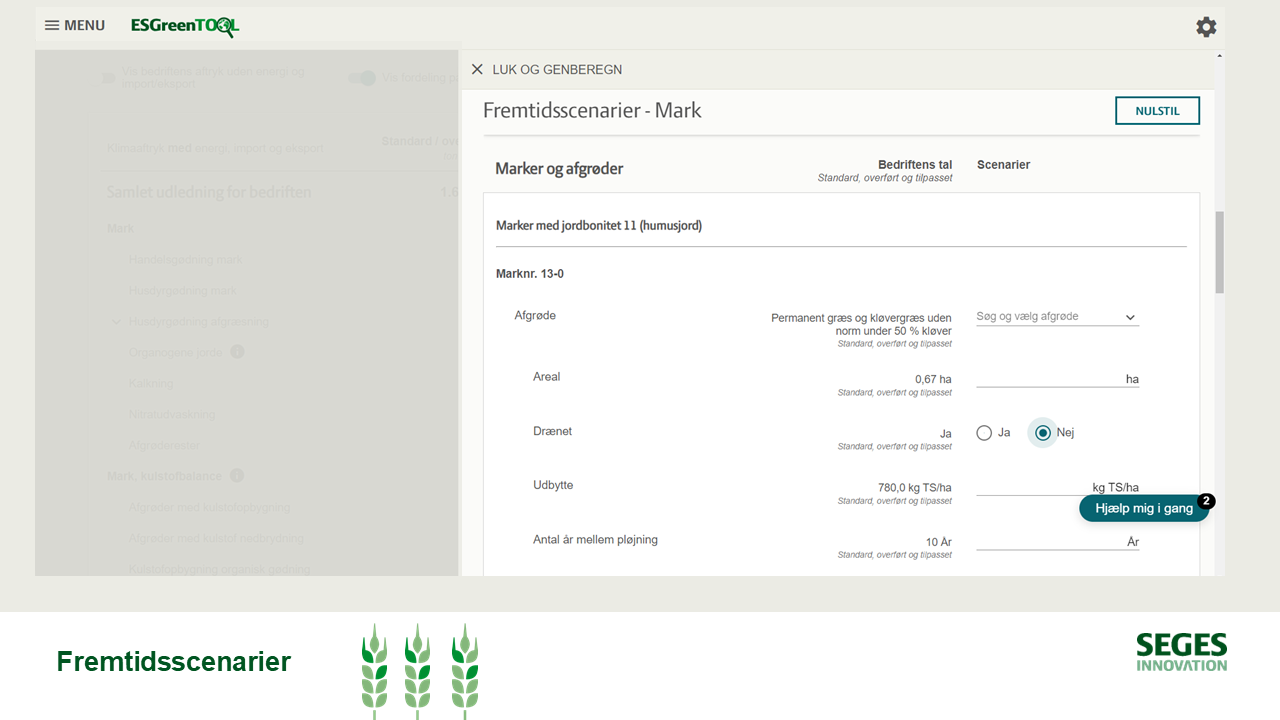 MENU
ESGreenTOOL
Vis bedriftens aftryk uden energi og
import/eksport
Vis fordeling p
LUK OG GENBEREGN
Fremtidsscenarier - Mark
NULSTIL
Klimaaftryk med energi, import og eksport
Standard / ove
Samlet udledning for bedriften
Mark
Handelsgødning mark
Husdyrgødning mark
Husdyrgødning afgræsning
Organogene jorde
Kalkning
Nitratudvaskning
Afgrøderester
Mark, kulstofbalance
Afgrøder med kulstofopbygning
Afgrøder med kulstof nedbrydning
Kulstofopbygning organisk gødning
Marker og afgrøder
Bedriftens tal
Standard, overført og tilpasset
Scenarier
Marker med jordbonitet 11 (humusjord)
Marknr. 13-0
Afgrøde
Permanent græs og kløvergræs uden
norm under 50 % kløver
Standard, overført og tilpasset
Søg og vælg afgrøde
Areal
0,67 ha
Standard, overført og tilpasset
ha
Drænet
Ja
Standard, overført og tilpasset
Ja
Nej
Udbytte
780,0 kg TS/ha
Standard, overført og tilpasset
kg TS/ha
Hjælp mig i gang
2
Antal år mellem pløjning
10 År
Standard, overført og tilpasset
År
Fremtidsscenarier
SEGES
INNOVATION